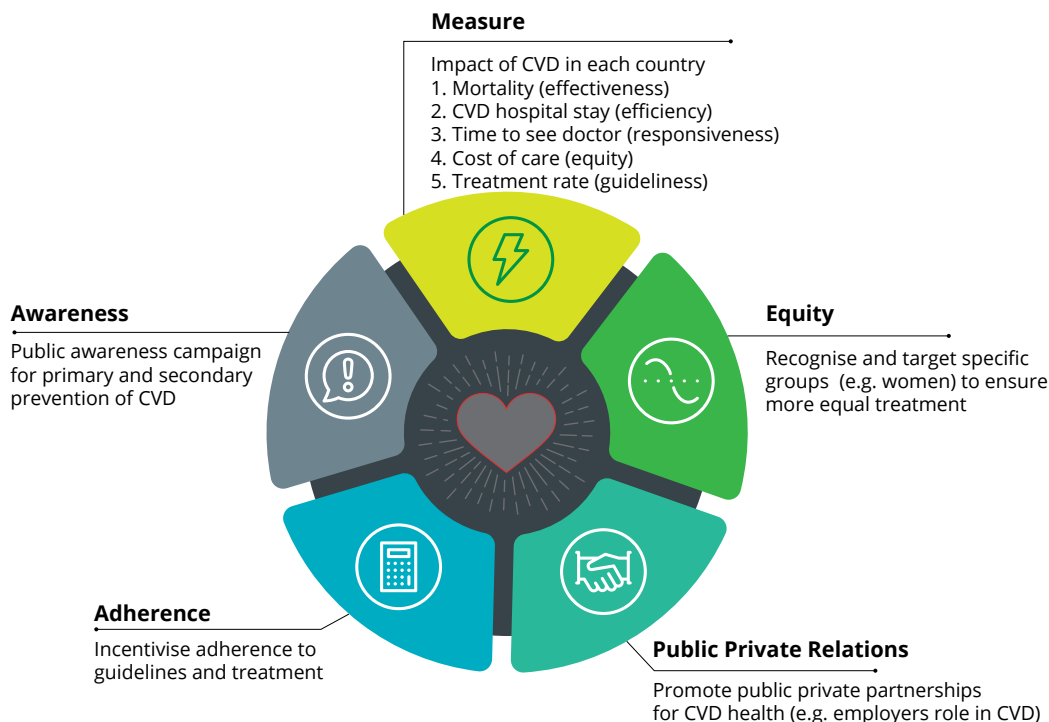 Measure
Impact of CVD in each country
1. Mortality (effectiveness)
2. CVD hospital stay (efficiency)
3. Time to see doctor (responsiveness)
4. Cost of care (equity)
5. Treatment rate (guideliness)
Awareness
Public awareness campaign
for primary and secondary
prevention of CVD
Equity
Recognise and target specific
groups (e.g. women) to ensure
more equal treatment
Adherence
Incentivise adherence to
guidelines and treatment
Public Private Relations
Promote public private partnerships
for CVD health (e.g. employers role in CVD)